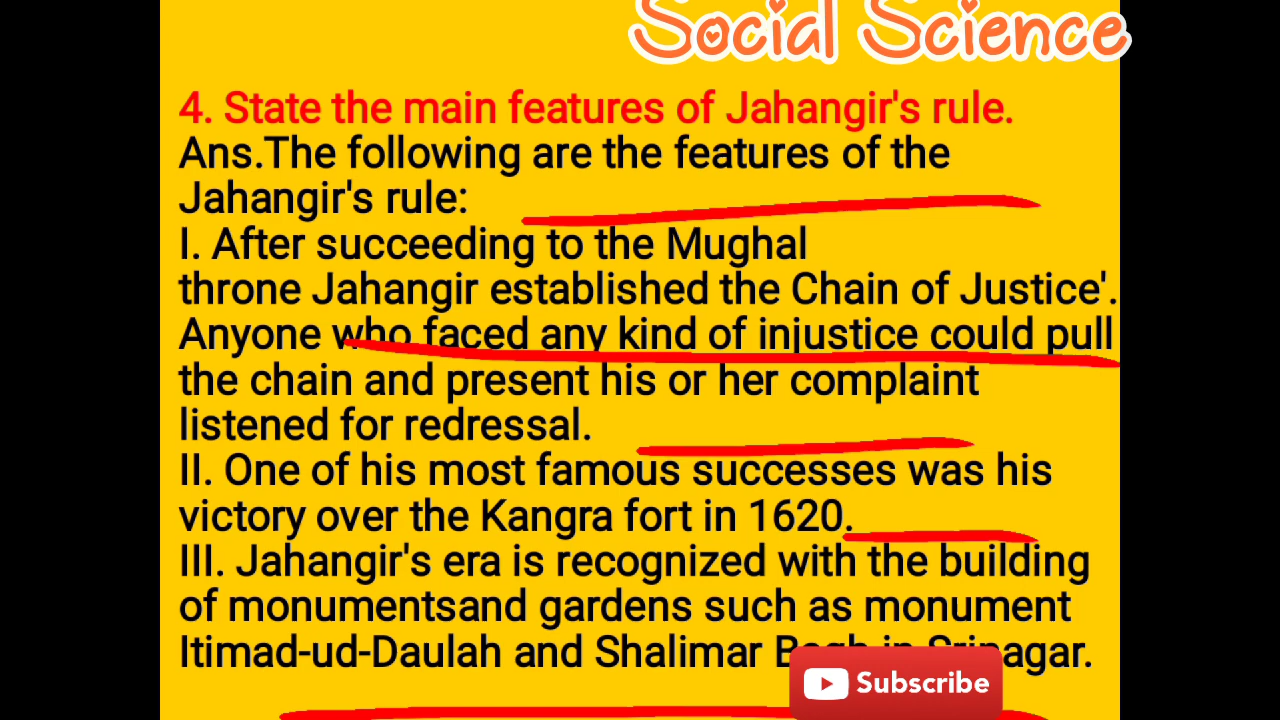 Social Science
4. State the main features of Jahangir's rule.
Ans.The following are the features of the
Jahangir's rule:
I. After succeeding to the Mughal
throne Jahangir established the Chain of Justice'.
Anyone who faced any kind of injustice could pull
the chain and present his or her complaint
listened for redressal.
II. One of his most famous successes was his
victory over the Kangra fort in 1620.
III. Jahangir's era is recognized with the building
of monumentsand gardens such as monument
Itimad-ud-Daulah and Shalimar Bagh in Srinagar.
Subscribe